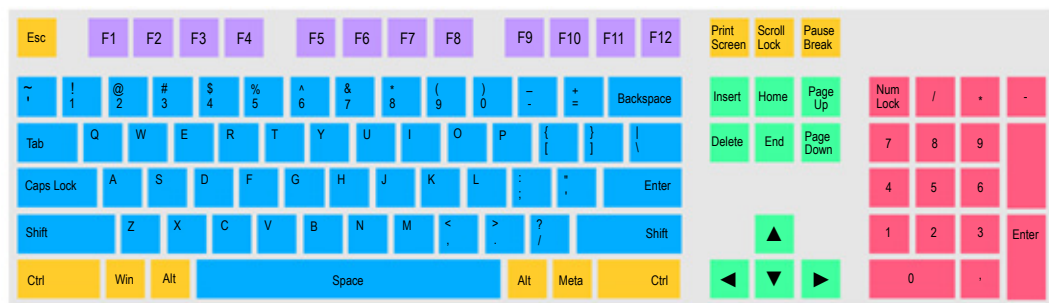 Esc F1 F2 F3 F4 F5 F6 F7 F8 F9 F10 F11 F12 Print Screen Scroll Lock Pause Break
~ ! @ # $ % ^ & * ( ) _ +
' 1 2 3 4 5 6 7 8 9 0 - = Backspace Insert Home Page Up Num Lock / * -
Tab Q W E R T Y U I O P { [ } ] | \ Delete End Page Down 7 8 9
Caps Lock A S D F G H J K L : ; " ' Enter 4 5 6
Shift Z X C V B N M < , > . ? / Shift ▲ 1 2 3 Enter
Ctrl Win Alt Space Alt Meta Ctrl ◄ ▼ ► 0 ,